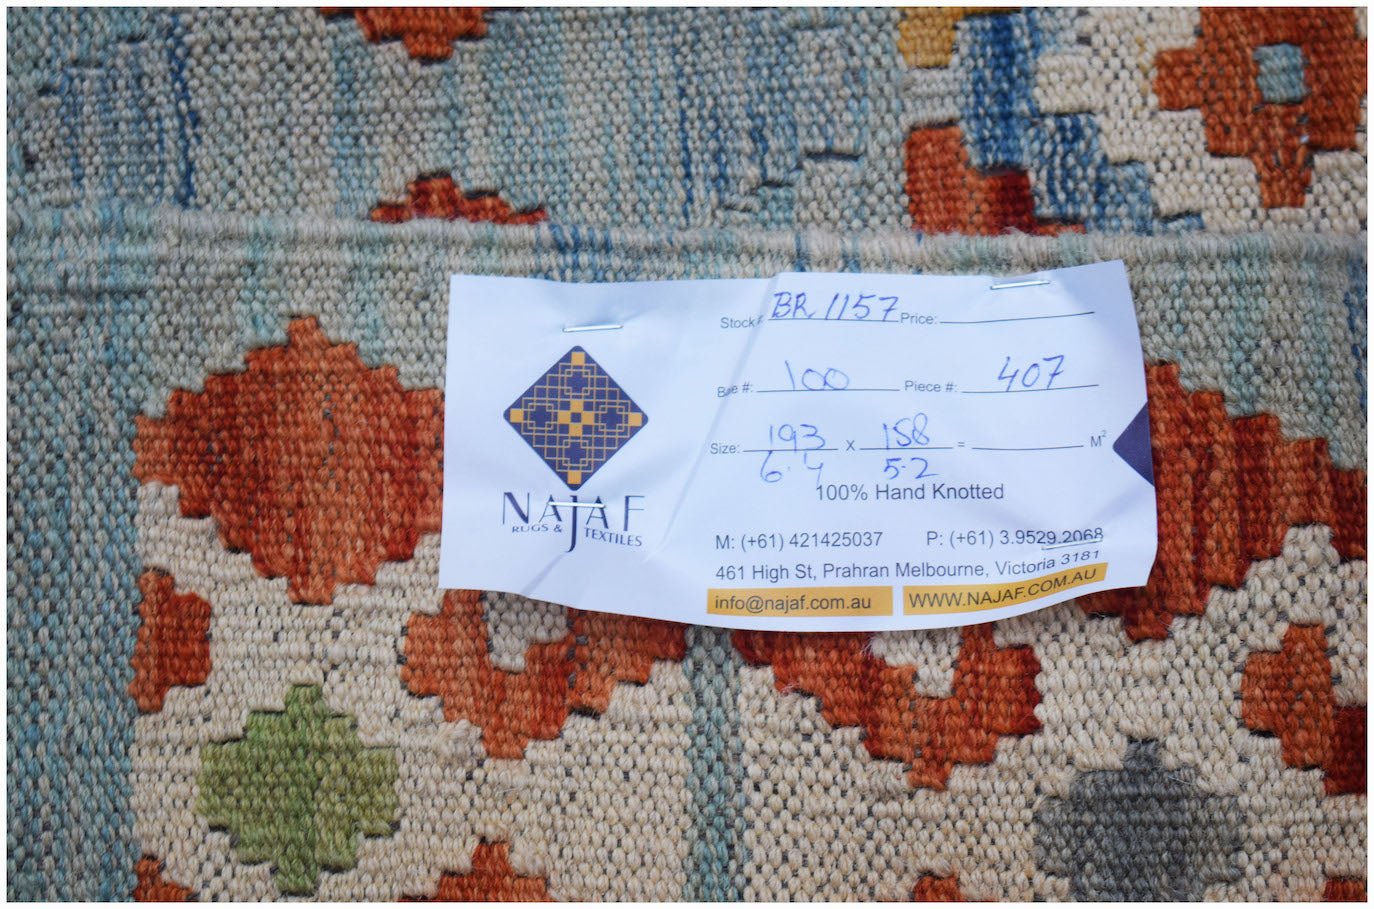 Stock# BR 1157 Price:
Bale #: 100 Piece #: 407
Size: 193 x 158 = M²
6.4 5.2
100% Hand Knotted
NAJAF
RUGS & TEXTILES
M: (+61) 421425037 P: (+61) 3.9529.2068
461 High St, Prahran Melbourne, Victoria 3181
info@najaf.com.au WWW.NAJAF.COM.AU